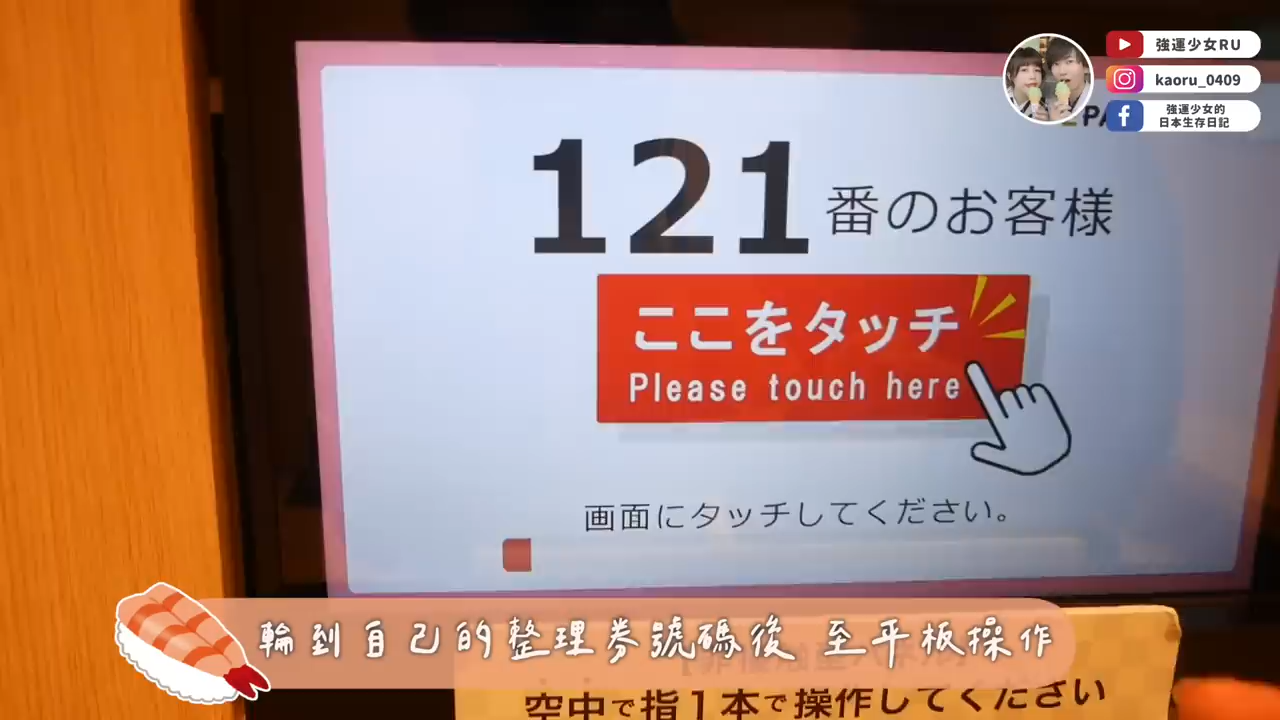 強運少女RU
kaoru_0409
強運少女的
日本生存日記
121番のお客様
ここをタッチ
Please touch here
画面にタッチしてください。
輪到自己的整理券號碼後 至平板操作
空中で指1本で操作してください